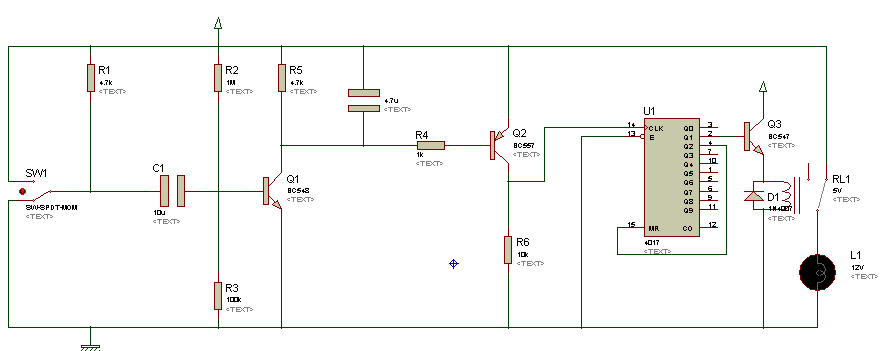 R1
4.7k
<TEXT>
R2
1M
<TEXT>
R5
4.7k
<TEXT>
4.7u
<TEXT>
R4
1k
<TEXT>
Q2
BC557
<TEXT>
U1
14 CLK
13 E
15 MR
Q0 3
Q1 2
Q2 4
Q3 7
Q4 10
Q5 1
Q6 5
Q7 6
Q8 9
Q9 11
CO 12
4017
<TEXT>
Q3
BC547
<TEXT>
SW1
SW-SPDT-MOM
<TEXT>
C1
10u
<TEXT>
Q1
BC548
<TEXT>
D1
1N4007
<TEXT>
RL1
5V
<TEXT>
R6
10k
<TEXT>
L1
12V
<TEXT>
R3
100k
<TEXT>